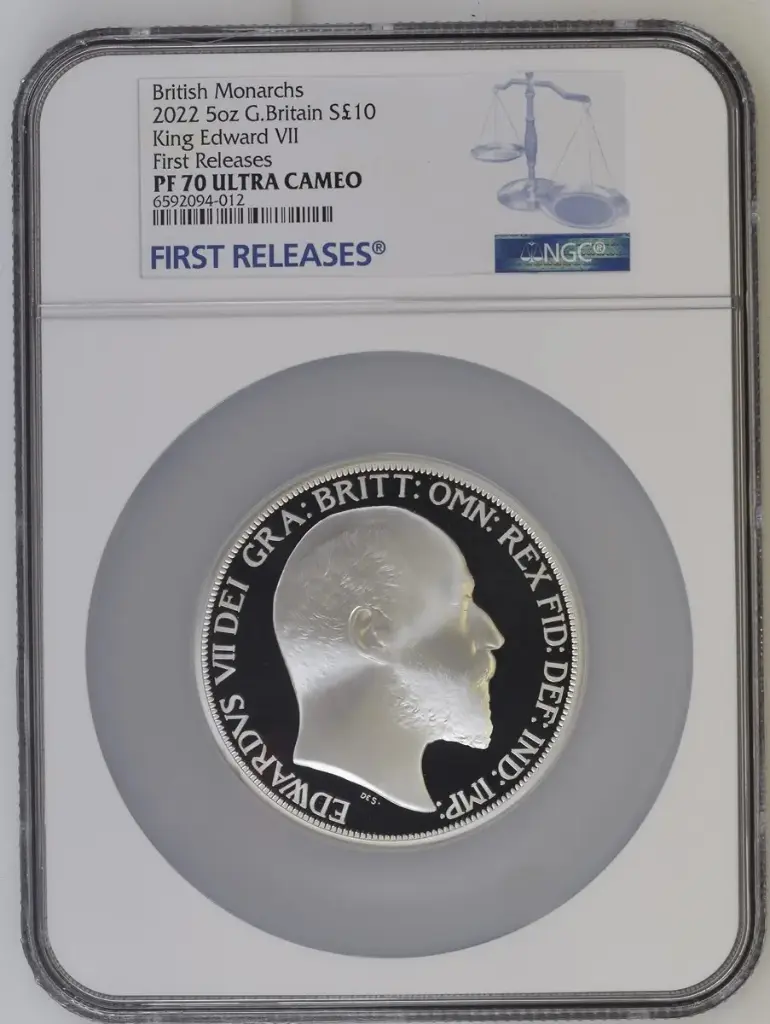 British Monarchs
2022 5oz G.Britain S£10
King Edward VII
First Releases
PF 70 ULTRA CAMEO
6592094-012
FIRST RELEASES®
NGC®
EDWARDVS VII DEI GRA: BRITT: OMN: REX FID: DEF: IND: IMP:
DES·